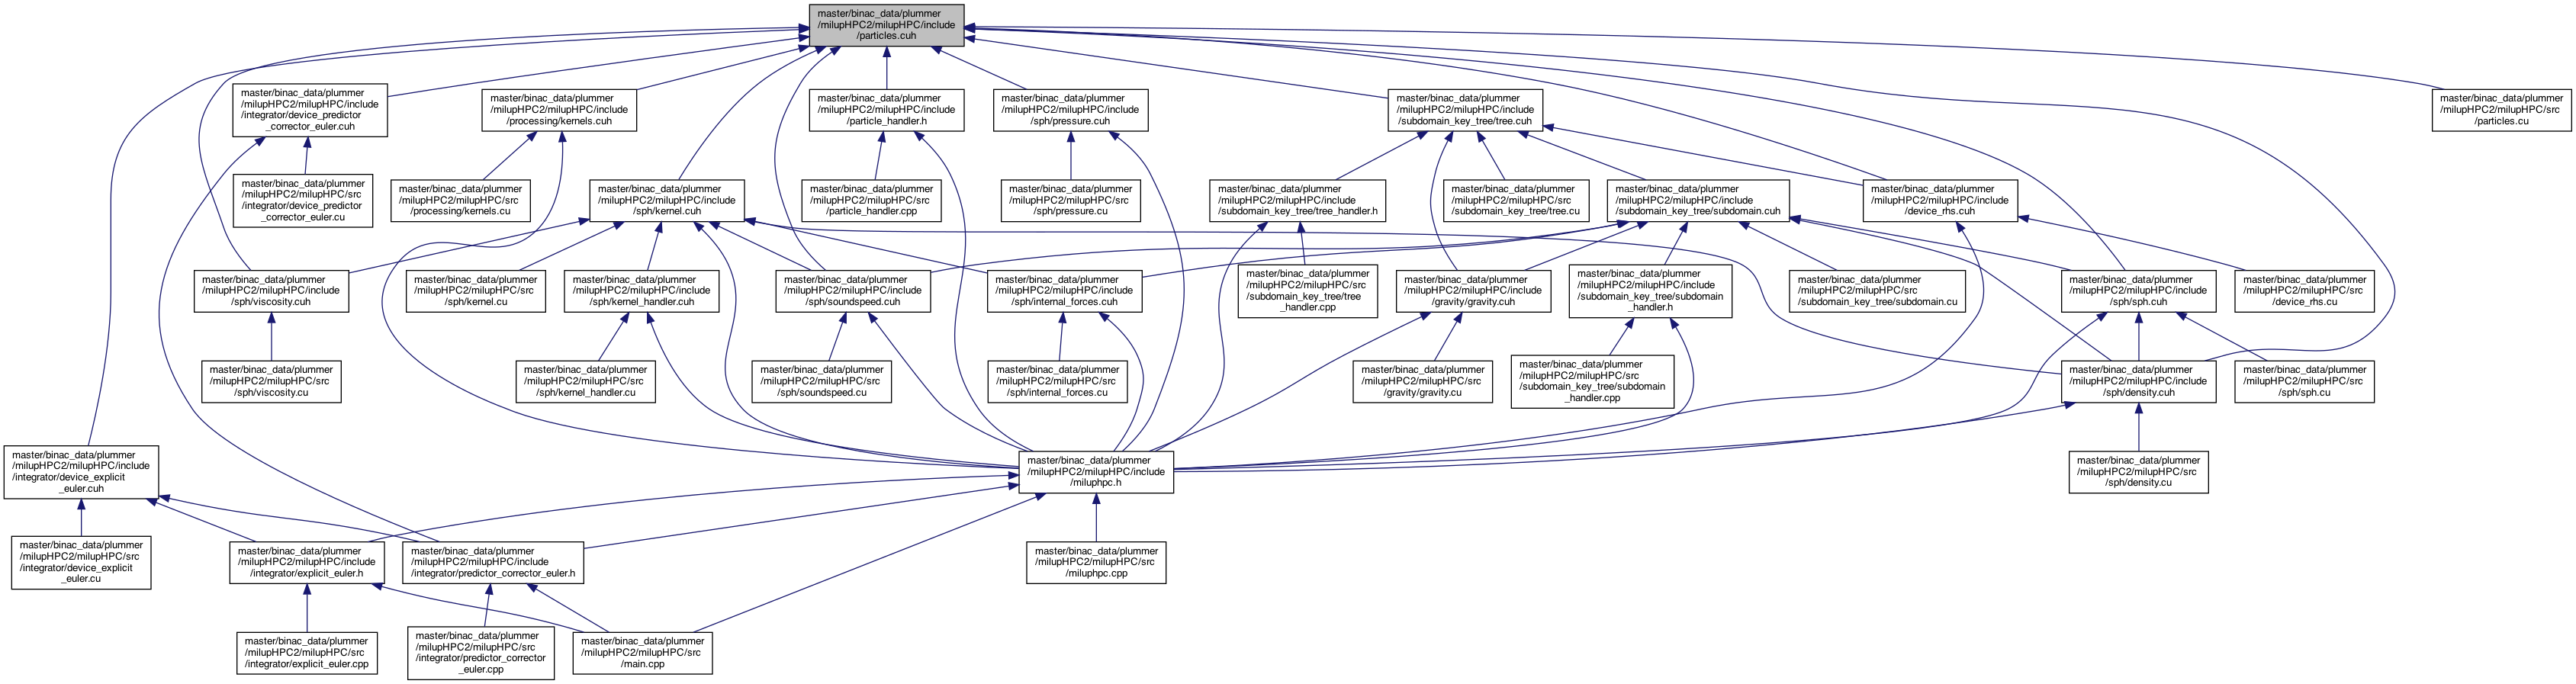 master/binac_data/plummer
/milupHPC2/milupHPC/include
/particles.cuh
master/binac_data/plummer
/milupHPC2/milupHPC/include
/integrator/device_predictor
_corrector_euler.cuh
master/binac_data/plummer
/milupHPC2/milupHPC/include
/processing/kernels.cuh
master/binac_data/plummer
/milupHPC2/milupHPC/include
/particle_handler.h
master/binac_data/plummer
/milupHPC2/milupHPC/include
/sph/pressure.cuh
master/binac_data/plummer
/milupHPC2/milupHPC/include
/subdomain_key_tree/tree.cuh
master/binac_data/plummer
/milupHPC2/milupHPC/src
/particles.cu
master/binac_data/plummer
/milupHPC2/milupHPC/src
/integrator/device_predictor
_corrector_euler.cu
master/binac_data/plummer
/milupHPC2/milupHPC/src
/processing/kernels.cu
master/binac_data/plummer
/milupHPC2/milupHPC/include
/sph/kernel.cuh
master/binac_data/plummer
/milupHPC2/milupHPC/src
/particle_handler.cpp
master/binac_data/plummer
/milupHPC2/milupHPC/src
/sph/pressure.cu
master/binac_data/plummer
/milupHPC2/milupHPC/include
/subdomain_key_tree/tree_handler.h
master/binac_data/plummer
/milupHPC2/milupHPC/src
/subdomain_key_tree/tree.cu
master/binac_data/plummer
/milupHPC2/milupHPC/include
/subdomain_key_tree/subdomain.cuh
master/binac_data/plummer
/milupHPC2/milupHPC/include
/device_rhs.cuh
master/binac_data/plummer
/milupHPC2/milupHPC/include
/sph/viscosity.cuh
master/binac_data/plummer
/milupHPC2/milupHPC/src
/sph/kernel.cu
master/binac_data/plummer
/milupHPC2/milupHPC/include
/sph/kernel_handler.cuh
master/binac_data/plummer
/milupHPC2/milupHPC/include
/sph/soundspeed.cuh
master/binac_data/plummer
/milupHPC2/milupHPC/include
/sph/internal_forces.cuh
master/binac_data/plummer
/milupHPC2/milupHPC/src
/subdomain_key_tree/tree
_handler.cpp
master/binac_data/plummer
/milupHPC2/milupHPC/include
/gravity/gravity.cuh
master/binac_data/plummer
/milupHPC2/milupHPC/include
/subdomain_key_tree/subdomain
_handler.h
master/binac_data/plummer
/milupHPC2/milupHPC/src
/subdomain_key_tree/subdomain.cu
master/binac_data/plummer
/milupHPC2/milupHPC/include
/sph/sph.cuh
master/binac_data/plummer
/milupHPC2/milupHPC/src
/device_rhs.cu
master/binac_data/plummer
/milupHPC2/milupHPC/src
/sph/viscosity.cu
master/binac_data/plummer
/milupHPC2/milupHPC/src
/sph/kernel_handler.cu
master/binac_data/plummer
/milupHPC2/milupHPC/src
/sph/soundspeed.cu
master/binac_data/plummer
/milupHPC2/milupHPC/src
/sph/internal_forces.cu
master/binac_data/plummer
/milupHPC2/milupHPC/src
/gravity/gravity.cu
master/binac_data/plummer
/milupHPC2/milupHPC/src
/subdomain_key_tree/subdomain
_handler.cpp
master/binac_data/plummer
/milupHPC2/milupHPC/include
/sph/density.cuh
master/binac_data/plummer
/milupHPC2/milupHPC/src
/sph/sph.cu
master/binac_data/plummer
/milupHPC2/milupHPC/include
/integrator/device_explicit
_euler.cuh
master/binac_data/plummer
/milupHPC2/milupHPC/include
/miluphpc.h
master/binac_data/plummer
/milupHPC2/milupHPC/src
/sph/density.cu
master/binac_data/plummer
/milupHPC2/milupHPC/src
/integrator/device_explicit
_euler.cu
master/binac_data/plummer
/milupHPC2/milupHPC/include
/integrator/explicit_euler.h
master/binac_data/plummer
/milupHPC2/milupHPC/include
/integrator/predictor_corrector_euler.h
master/binac_data/plummer
/milupHPC2/milupHPC/src
/miluphpc.cpp
master/binac_data/plummer
/milupHPC2/milupHPC/src
/integrator/explicit_euler.cpp
master/binac_data/plummer
/milupHPC2/milupHPC/src
/integrator/predictor_corrector
_euler.cpp
master/binac_data/plummer
/milupHPC2/milupHPC/src
/main.cpp